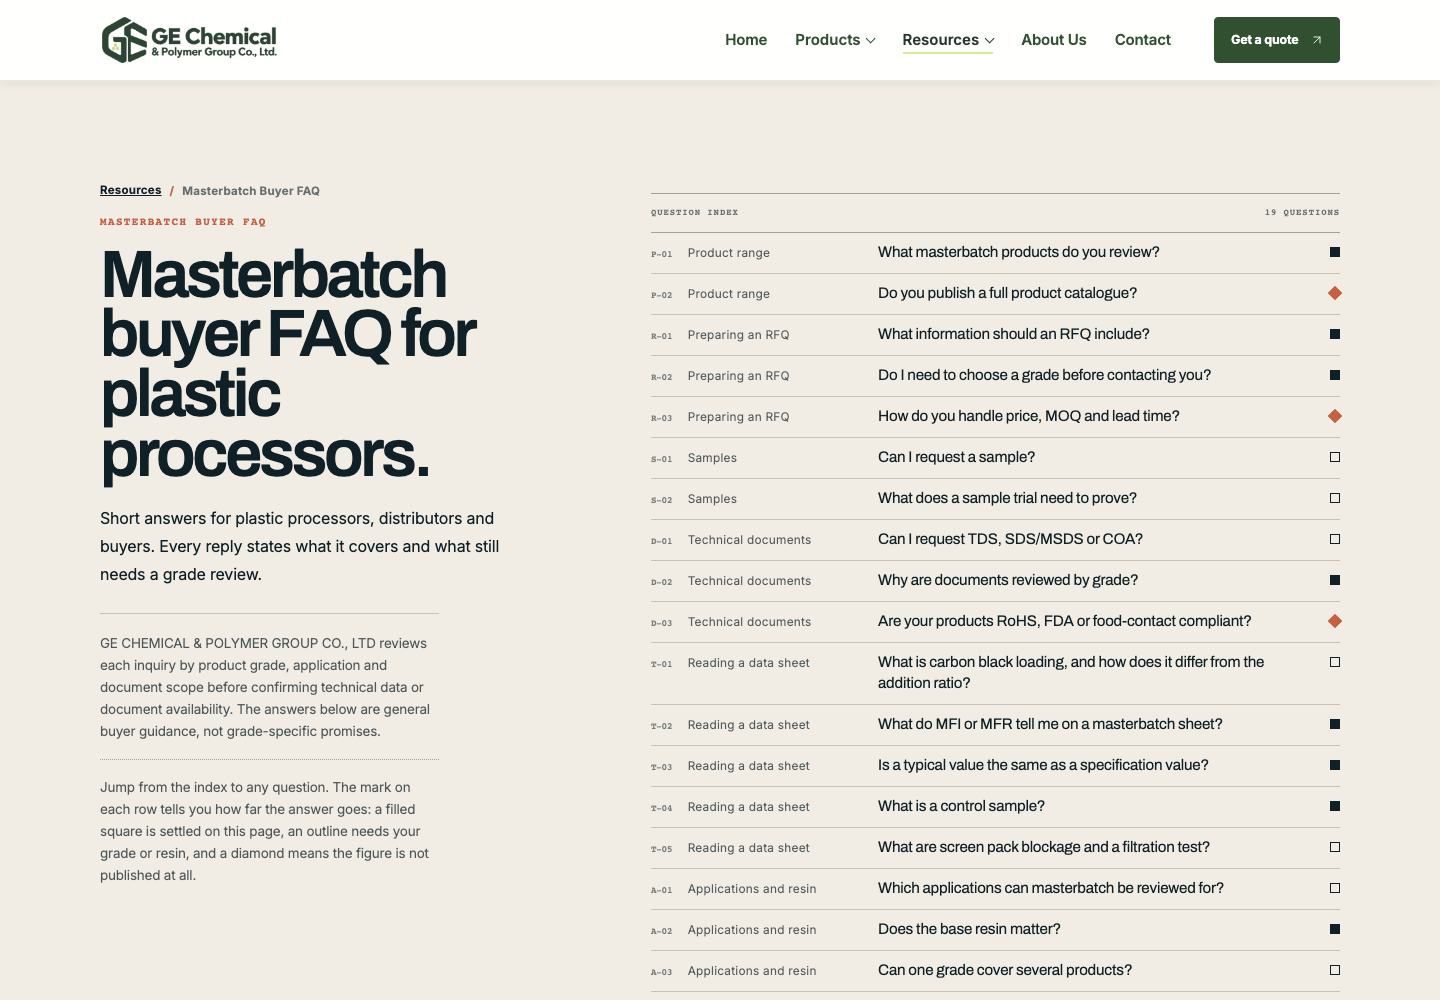 GE Chemical
& Polymer Group Co., Ltd.
Home
Products
Resources
About Us
Contact
Get a quote
Resources / Masterbatch Buyer FAQ
MASTERBATCH BUYER FAQ
Masterbatch
buyer FAQ for
plastic
processors.
Short answers for plastic processors, distributors and
buyers. Every reply states what it covers and what still
needs a grade review.
GE CHEMICAL & POLYMER GROUP CO., LTD reviews
each inquiry by product grade, application and
document scope before confirming technical data or
document availability. The answers below are general
buyer guidance, not grade-specific promises.
Jump from the index to any question. The mark on
each row tells you how far the answer goes: a filled
square is settled on this page, an outline needs your
grade or resin, and a diamond means the figure is not
published at all.
QUESTION INDEX 19 QUESTIONS
P-01 Product range What masterbatch products do you review?
P-02 Product range Do you publish a full product catalogue?
R-01 Preparing an RFQ What information should an RFQ include?
R-02 Preparing an RFQ Do I need to choose a grade before contacting you?
R-03 Preparing an RFQ How do you handle price, MOQ and lead time?
S-01 Samples Can I request a sample?
S-02 Samples What does a sample trial need to prove?
D-01 Technical documents Can I request TDS, SDS/MSDS or COA?
D-02 Technical documents Why are documents reviewed by grade?
D-03 Technical documents Are your products RoHS, FDA or food-contact compliant?
T-01 Reading a data sheet What is carbon black loading, and how does it differ from the
addition ratio?
T-02 Reading a data sheet What do MFI or MFR tell me on a masterbatch sheet?
T-03 Reading a data sheet Is a typical value the same as a specification value?
T-04 Reading a data sheet What is a control sample?
T-05 Reading a data sheet What are screen pack blockage and a filtration test?
A-01 Applications and resin Which applications can masterbatch be reviewed for?
A-02 Applications and resin Does the base resin matter?
A-03 Applications and resin Can one grade cover several products?